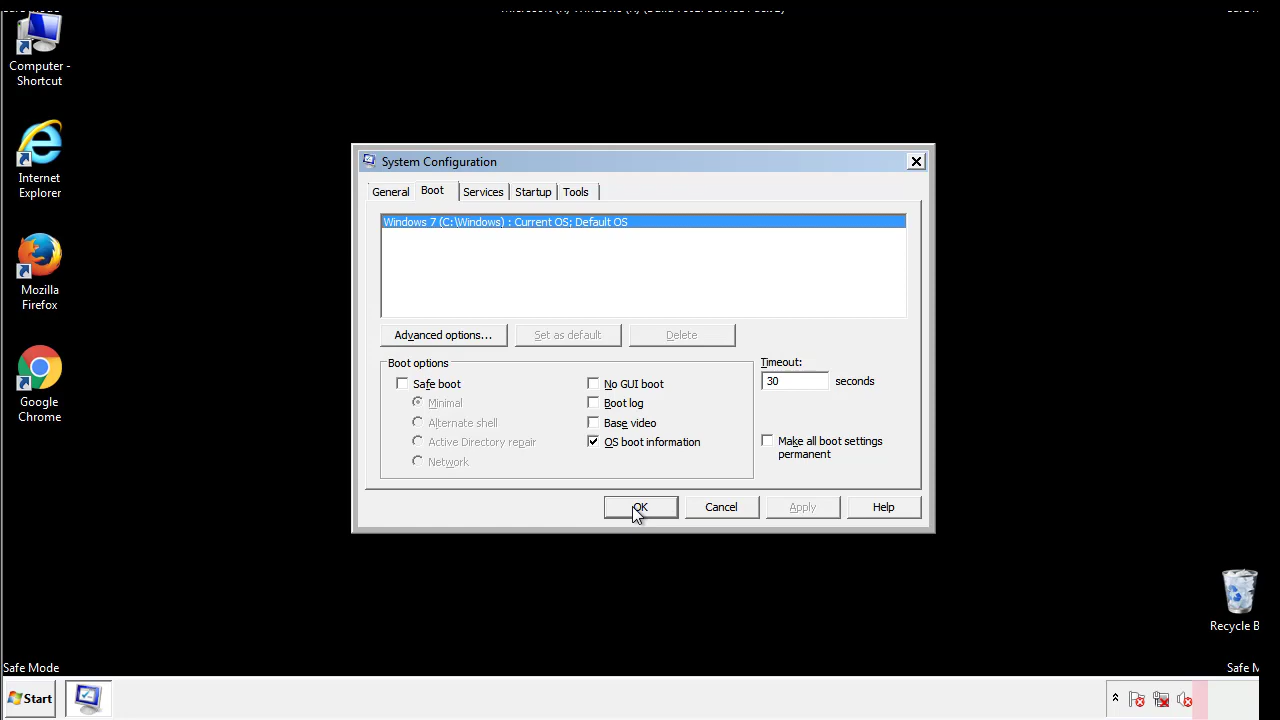 Computer -
Shortcut
Internet
Explorer
Mozilla
Firefox
Google
Chrome
System Configuration
General Boot Services Startup Tools
Windows 7 (C:\Windows) : Current OS; Default OS
Advanced options... Set as default Delete
Boot options
Safe boot
Minimal
Alternate shell
Active Directory repair
Network
No GUI boot
Boot log
Base video
OS boot information
Timeout:
30 seconds
Make all boot settings
permanent
OK Cancel Apply Help
Recycle B
Safe Mode
Safe M
Start